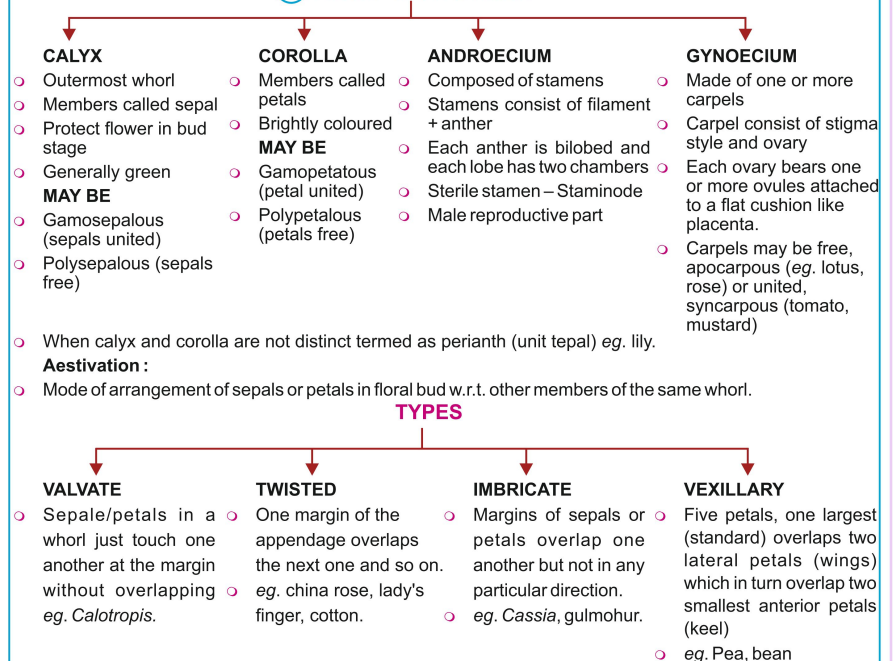 CALYX
Outermost whorl
Members called sepal
Protect flower in bud
stage
Generally green
MAY BE
Gamosepalous
(sepals united)
Polysepalous (sepals
free)
COROLLA
Members called
petals
Brightly coloured
MAY BE
Gamopetatous
(petal united)
Polypetalous
(petals free)
ANDROECIUM
Composed of stamens
Stamens consist of filament
+ anther
Each anther is bilobed and
each lobe has two chambers
Sterile stamen – Staminode
Male reproductive part
GYNOECIUM
Made of one or more
carpels
Carpel consist of stigma
style and ovary
Each ovary bears one
or more ovules attached
to a flat cushion like
placenta.
Carpels may be free,
apocarpous (eg. lotus,
rose) or united,
syncarpous (tomato,
mustard)
When calyx and corolla are not distinct termed as perianth (unit tepal) eg. lily.
Aestivation :
Mode of arrangement of sepals or petals in floral bud w.r.t. other members of the same whorl.
TYPES
VALVATE
Sepale/petals in a
whorl just touch one
another at the margin
without overlapping
eg. Calotropis.
TWISTED
One margin of the
appendage overlaps
the next one and so on.
eg. china rose, lady's
finger, cotton.
IMBRICATE
Margins of sepals or
petals overlap one
another but not in any
particular direction.
eg. Cassia, gulmohur.
VEXILLARY
Five petals, one largest
(standard) overlaps two
lateral petals (wings)
which in turn overlap two
smallest anterior petals
(keel)
eg. Pea, bean